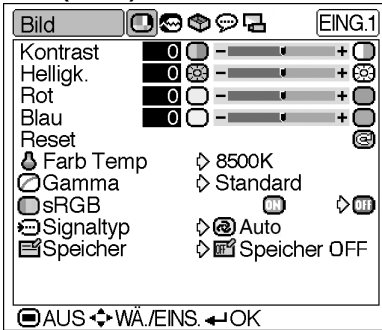 Bild EING.1
Kontrast 0 - +
Helligk. 0 - +
Rot 0 - +
Blau 0 - +
Reset
Farb Temp 8500K
Gamma Standard
sRGB ON OFF
Signaltyp Auto
Speicher OFF Speicher OFF
AUS WÄ./EINS. OK